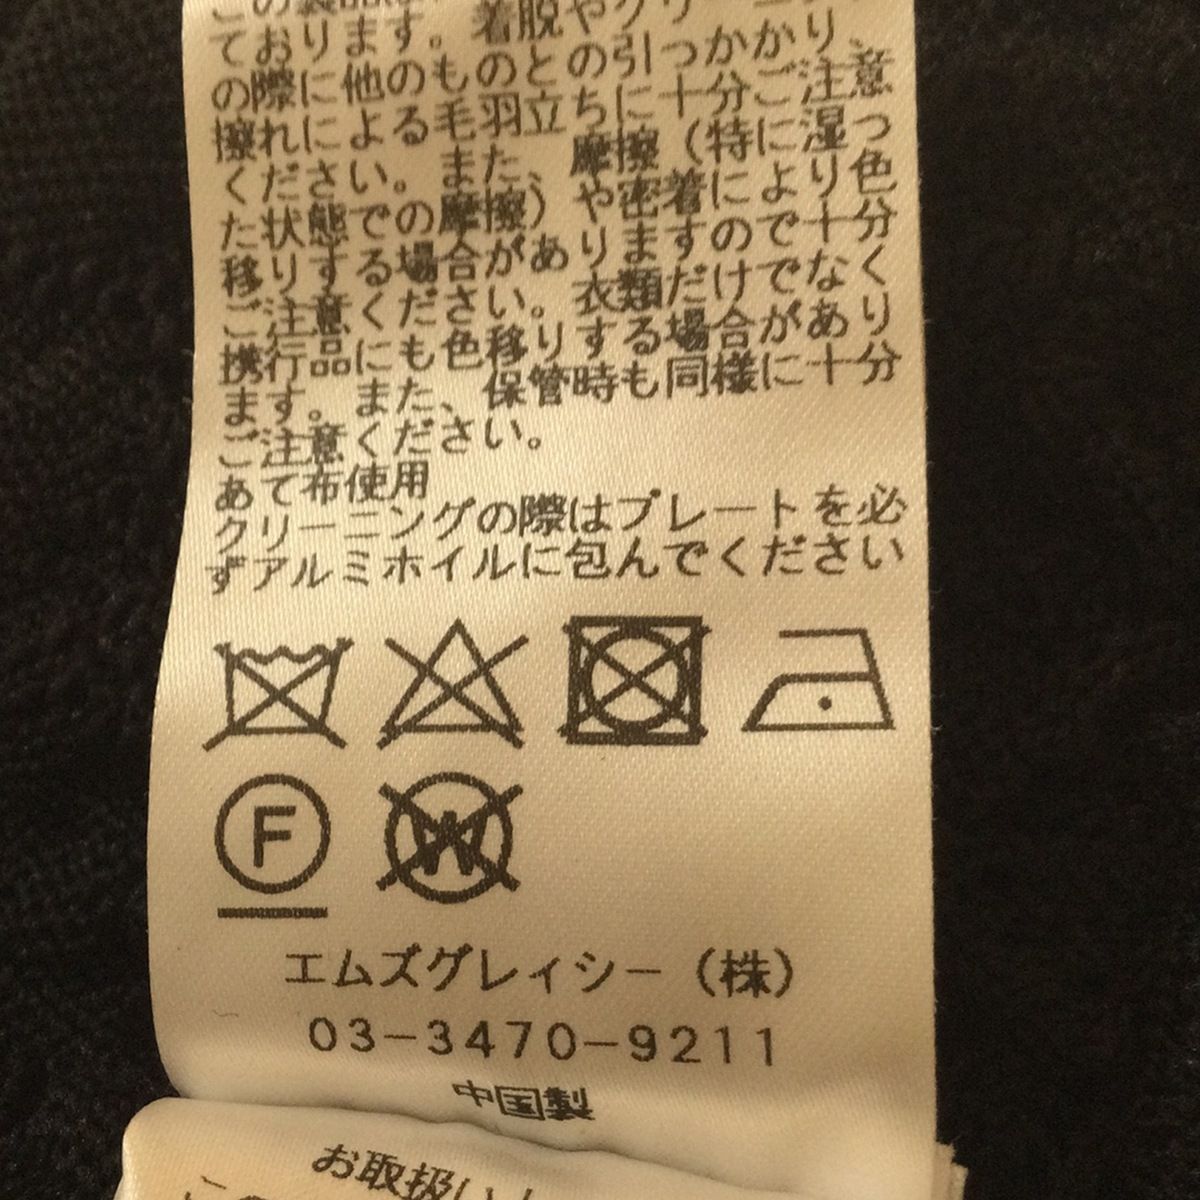 ております。着脱や
の際に他のものとの引っかかり、
擦れによる毛羽立ちに十分ご注意
ください。また、摩擦（特に湿っ
た状態での摩擦）や密着により色
移りする場合がありますので十分
ご注意ください。衣類だけでなく
携行品にも色移りする場合があり
ます。また、保管時も同様に十分
ご注意ください。
あて布使用
クリーニングの際はプレートを必
ずアルミホイルに包んでください
F
W
エムズグレィシー（株）
03-3470-9211
中国製
お取扱い